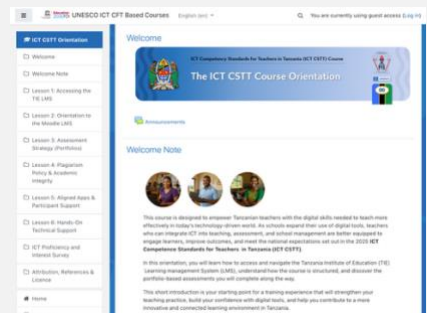 UNESCO ICT CFT Based Courses
English (en)
You are currently using guest access (Log in)
ICT CSTT Orientation
Welcome
Welcome Note
Lesson 1: Accessing the
TIE LMS
Lesson 2: Orientation to
the Moodle LMS
Lesson 3: Assessment
Strategy (Portfolio)
Lesson 4: Plagiarism
Policy & Academic
Integrity
Lesson 5: Aligned Apps &
Participant Support
Lesson 6: Hands-On
Technical Support
ICT Proficiency and
Interest Survey
Attribution, References &
Licence
Home
Welcome
ICT Competency Standards for Teachers in Tanzania (ICT CSTT) Course
The ICT CSTT Course Orientation
Announcements
Welcome Note
This course is designed to empower Tanzanian teachers with the digital skills needed to teach more
effectively in today's technology-driven world. As schools expand their use of digital tools, teachers
who can integrate ICT into teaching, assessment, and school management are better equipped to
engage learners, improve outcomes, and meet the national expectations set out in the 2025 ICT
Competence Standards for Teachers in Tanzania (ICT CSTT).
In this orientation, you will learn how to access and navigate the Tanzania Institute of Education (TIE)
Learning management System (LMS), understand how the course is structured, and discover the
portfolio-based assessments you will complete along the way.
This short introduction is your starting point for a training experience that will strengthen your
teaching practice, build your confidence with digital tools, and help you contribute to a more
innovative and connected learning environment in Tanzania.